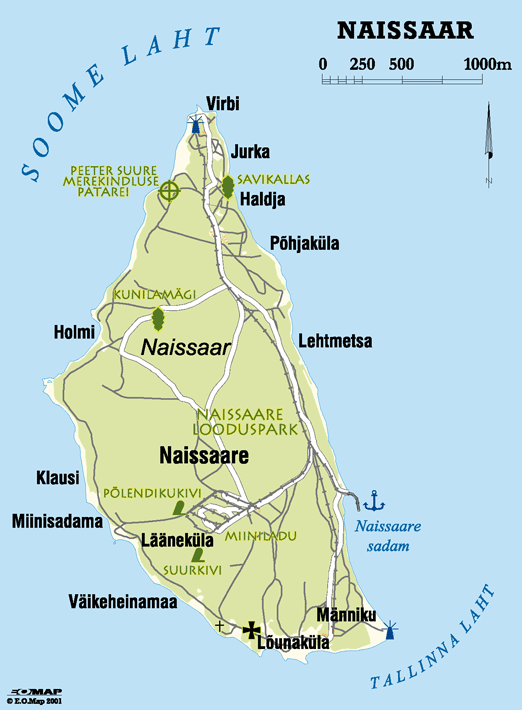 NAISSAAR
0 250 500 1000m
SOOME LAHT
Virbi
Jurka
PEETER SUURE
MEREKINDLUSE
PATAREI
SAVIKALLAS
Haldja
Põhjaküla
N
KUNILAMÄGI
Holmi
Naissaar
Lehtmetsa
NAISSAARE
LOODUSPARK
Naissaare
Klausi
PÕLENDIKUKIVI
Miinisadama
Naissaare
sadam
MIINILADU
Lääneküla
SUURKIVI
Väikeheinamaa
Männiku
Lõunaküla
TALLINNA LAHT
EOMAP
© E.O.Map 2001